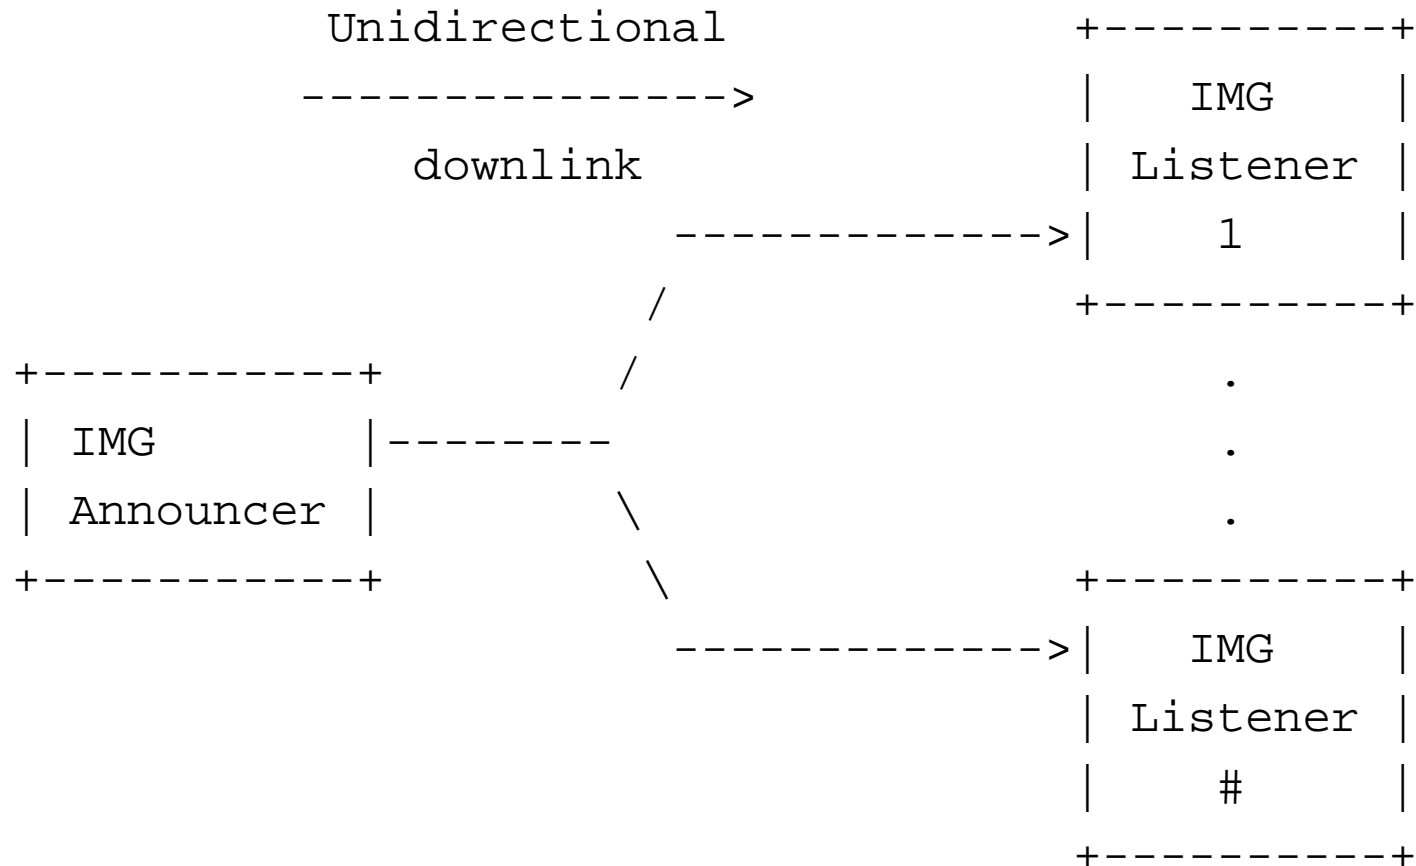 Unidirectional                         +----------+
--------------->                       |   IMG    |
downlink                               | Listener |
------------->|    1     |
/              +----------+
+-----------+        /                    .
| IMG       |--------                     .
| Announcer |        \                    .
+-----------+         \              +----------+
------------->|   IMG    |
| Listener |
|    #     |
+----------+